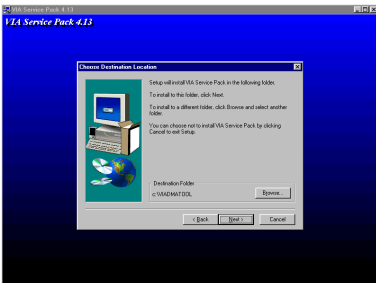 VIA Service Pack 4.13
VIA Service Pack 4.13
Choose Destination Location
Setup will install VIA Service Pack in the following folder.
To install to this folder, click Next.
To install to a different folder, click Browse and select another
folder.
You can choose not to install VIA Service Pack by clicking
Cancel to exit Setup.
Destination Folder
c:\VIADMATOOL
Browse...
< Back
Next >
Cancel